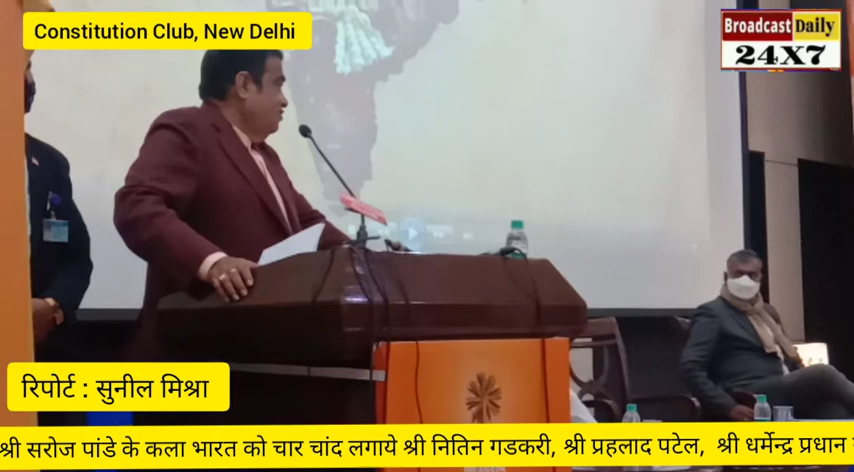 Constitution Club, New Delhi
Broadcast Daily
24X7
रिपोर्ट : सुनील मिश्रा
श्री सरोज पांडे के कला भारत को चार चांद लगाये श्री नितिन गडकरी, श्री प्रहलाद पटेल, श्री धर्मेन्द्र प्रधान